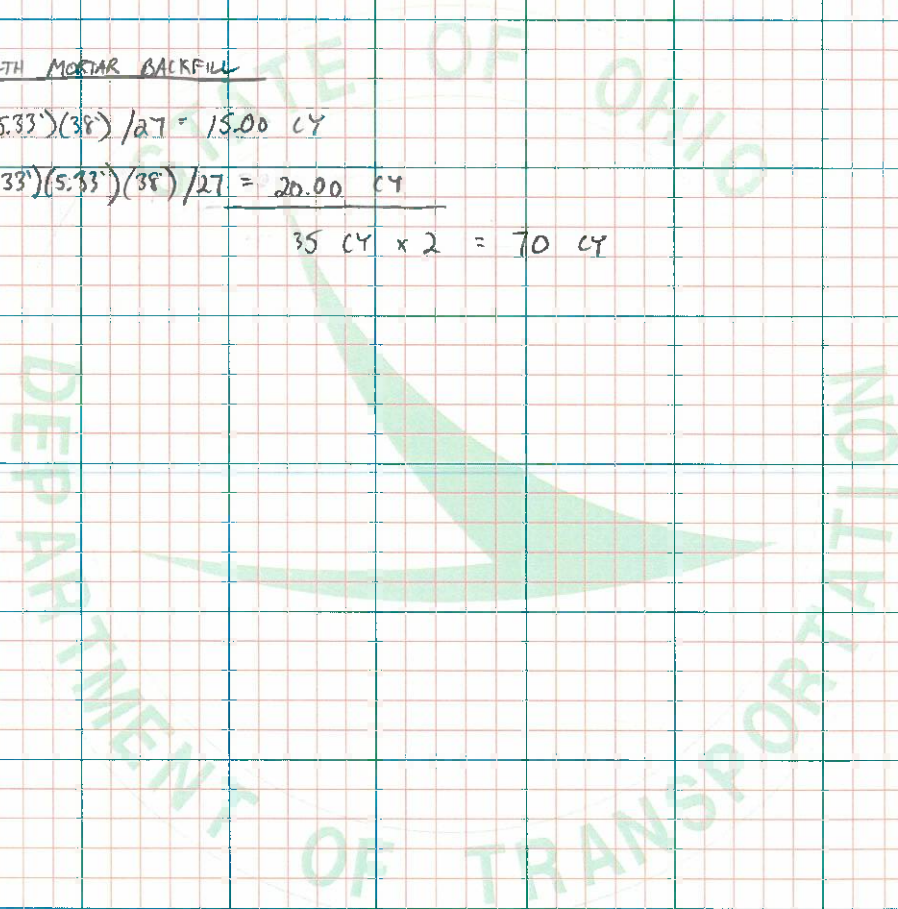 TH MORTAR BACKFILL
5.33')(38) /27 = 15.00 CY
33')(5.33')(38) /27 = 20.00 CY
35 CY x 2 = 70 CY
STATE OF OHIO
DEPARTMENT OF TRANSPORTATION